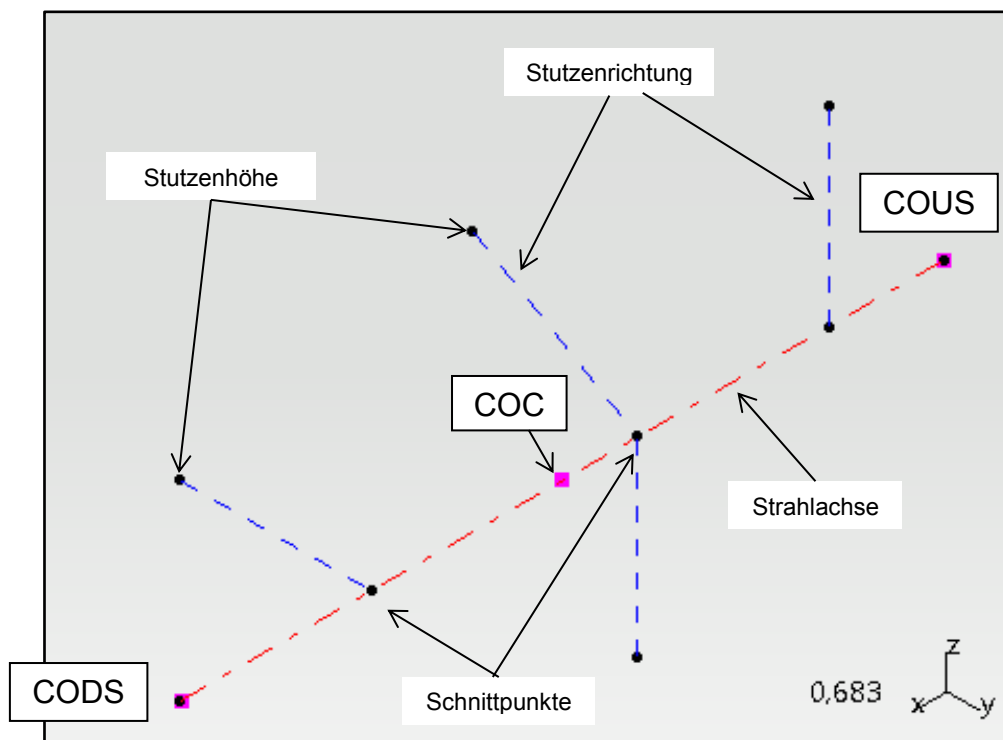 Stutzenrichtung
Stutzenhöhe
COUS
COC
Strahlachse
CODS
Schnittpunkte
0,683
z
x
y